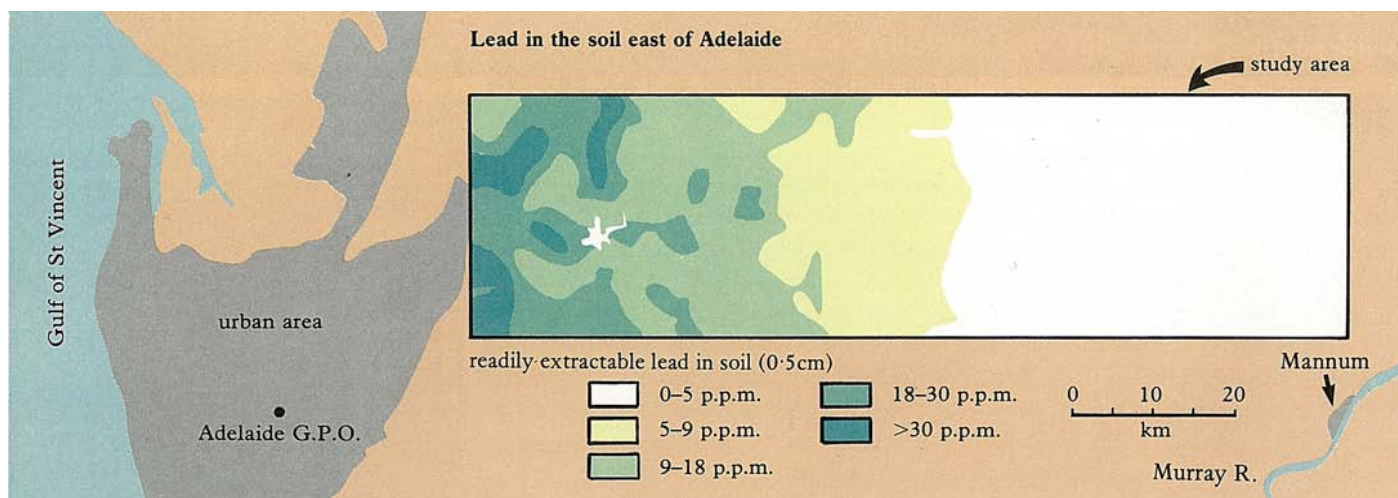 Lead in the soil east of Adelaide
study area
Gulf of St Vincent
urban area
Adelaide G.P.O.
readily·extractable lead in soil (0·5cm)
0–5 p.p.m.
5–9 p.p.m.
9–18 p.p.m.
18–30 p.p.m.
>30 p.p.m.
0 10 20
km
Mannum
Murray R.